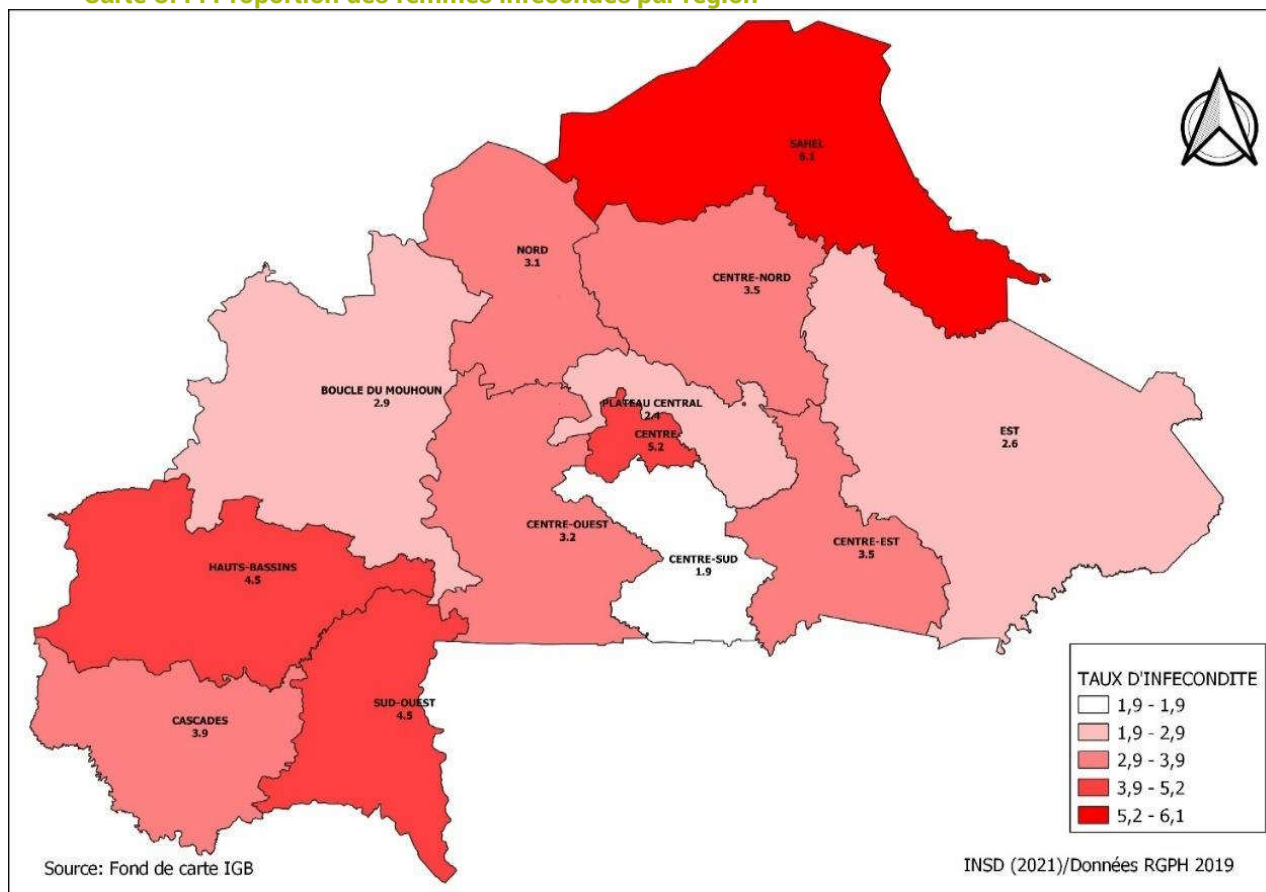 SAHEL
6.1
NORD
3.1
CENTRE-NORD
3.5
BOUCLE DU MOUHOUN
2.9
PLATEAU CENTRAL
2.4
CENTRE
5.2
EST
2.6
CENTRE-OUEST
3.2
CENTRE-SUD
1.9
CENTRE-EST
3.5
HAUTS-BASSINS
4.5
SUD-OUEST
4.5
CASCADES
3.9
TAUX D'INFECONDITE
1,9 - 1,9
1,9 - 2,9
2,9 - 3,9
3,9 - 5,2
5,2 - 6,1
Source: Fond de carte IGB
INSD (2021)/Données RGPH 2019